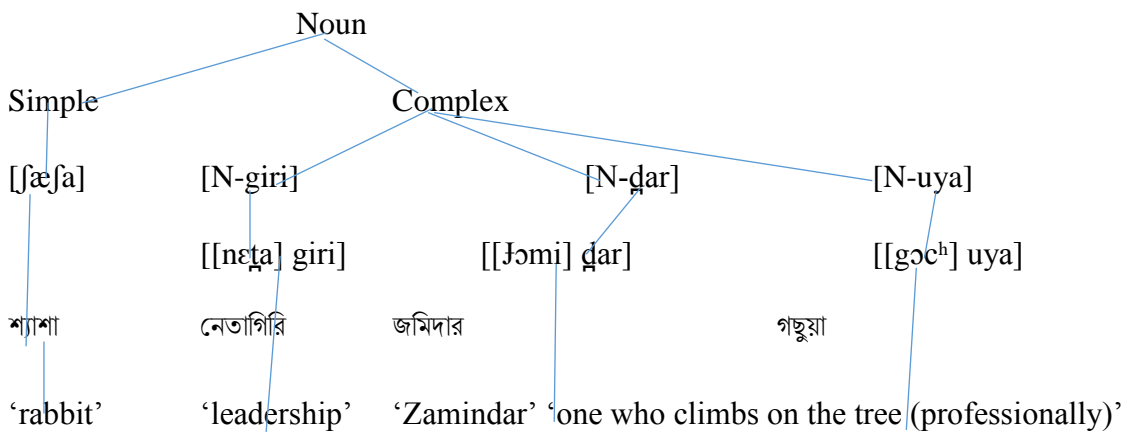 Noun
Simple Complex
[ʃæʃa] [N-giri] [N-d̪ar] [N-uya]
[[nɛt̪a] giri] [[Ɉɔmi] d̪ar] [[gɔcʰ] uya]
শ্যাশা নেতাগিরি জমিদার গছুয়া
‘rabbit’ ‘leadership’ ‘Zamindar’ ‘one who climbs on the tree (professionally)’